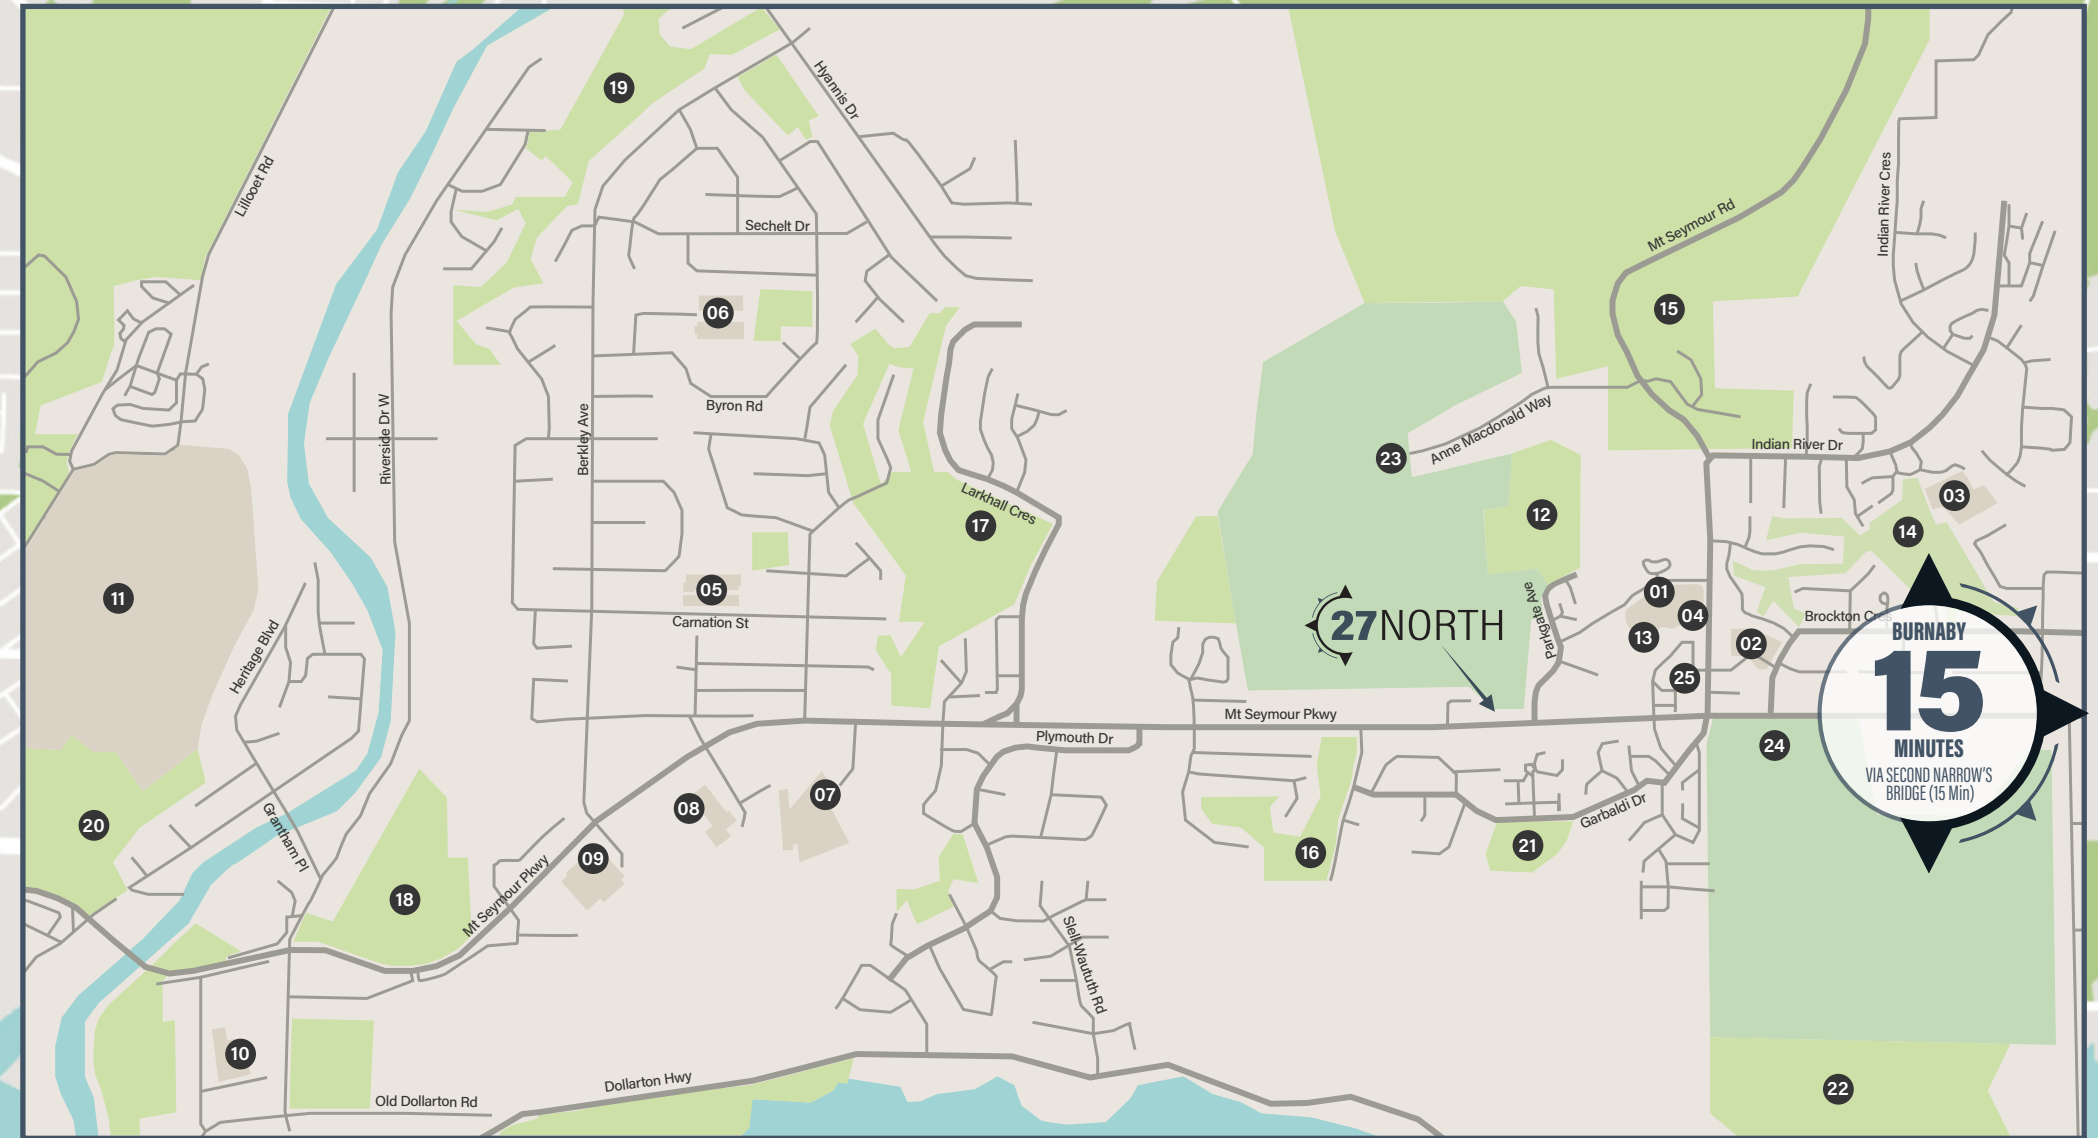 19
Hyannis Dr
Lillooet Rd
Indian River Cres
Mt Seymour Rd
Sechelt Dr
06
15
Byron Rd
Riverside Dr W
Berkley Ave
Anne Macdonald Way
23
Indian River Dr
Larkhall Cres
17
12
03
14
11
05
Carnation St
27NORTH
Parkgate Ave
01
04
13
02
25
Brockton Cres
BURNABY
15
MINUTES
VIA SECOND NARROW'S
BRIDGE (15 Min)
Heritage Blvd
Mt Seymour Pkwy
Plymouth Dr
24
08
07
Garbaldi Dr
20
Grantham Pl
09
16
21
18
Mt Seymour Pkwy
Slell-Waututh Rd
10
Dollarton Hwy
Old Dollarton Rd
22